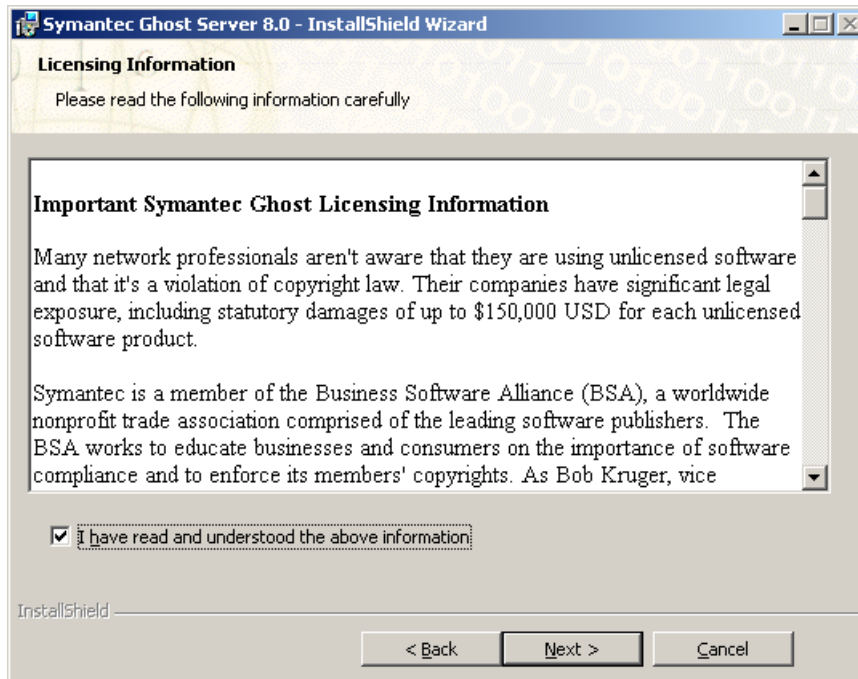 Symantec Ghost Server 8.0 - InstallShield Wizard
Licensing Information
Please read the following information carefully
Important Symantec Ghost Licensing Information
Many network professionals aren't aware that they are using unlicensed software
and that it's a violation of copyright law. Their companies have significant legal
exposure, including statutory damages of up to $150,000 USD for each unlicensed
software product.
Symantec is a member of the Business Software Alliance (BSA), a worldwide
nonprofit trade association comprised of the leading software publishers.  The
BSA works to educate businesses and consumers on the importance of software
compliance and to enforce its members' copyrights. As Bob Kruger, vice
I have read and understood the above information
InstallShield
< Back
Next >
Cancel